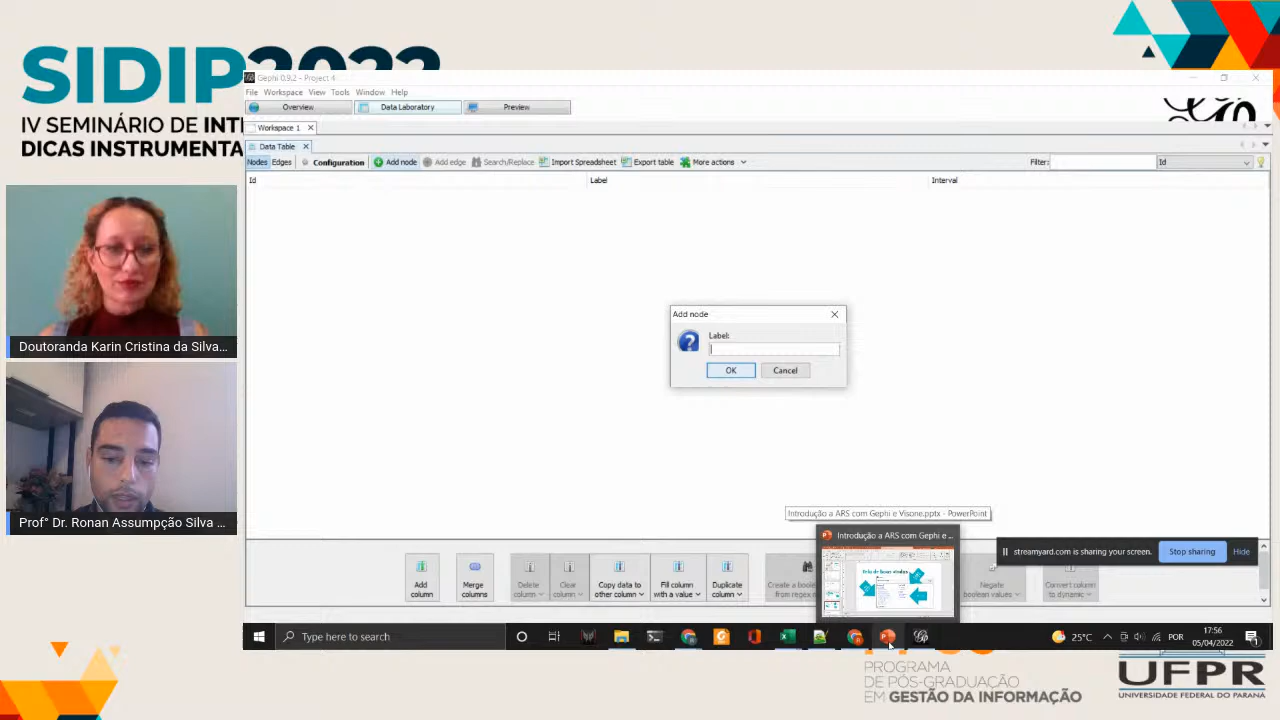 SIDIP2022
IV SEMINÁRIO DE INT
DICAS INSTRUMENTA
Gephi 0.9.2 - Project 4
File Workspace View Tools Window Help
Overview Data Laboratory Preview
Workspace 1
Data Table
Nodes Edges Configuration Add node Add edge Search/Replace Import Spreadsheet Export table More actions Filter: Id
Id Label Interval
Add node
Label:
OK Cancel
Doutoranda Karin Cristina da Silva...
Profº Dr. Ronan Assumpção Silva ...
Introdução a ARS com Gephi e Visone.pptx - PowerPoint
Introdução a ARS com Gephi e ...
streamyard.com is sharing your screen. Stop sharing Hide
Add column
Merge columns
Delete column
Clear column
Copy data to other column
Fill column with a value
Duplicate column
Create a boolea
from regex
Negate boolean values
Convert column to dynamic
Type here to search
25°C POR 17:56
05/04/2022
PROGRAMA
DE PÓS-GRADUAÇÃO
EM GESTÃO DA INFORMAÇÃO
UFPR
UNIVERSIDADE FEDERAL DO PARANÁ